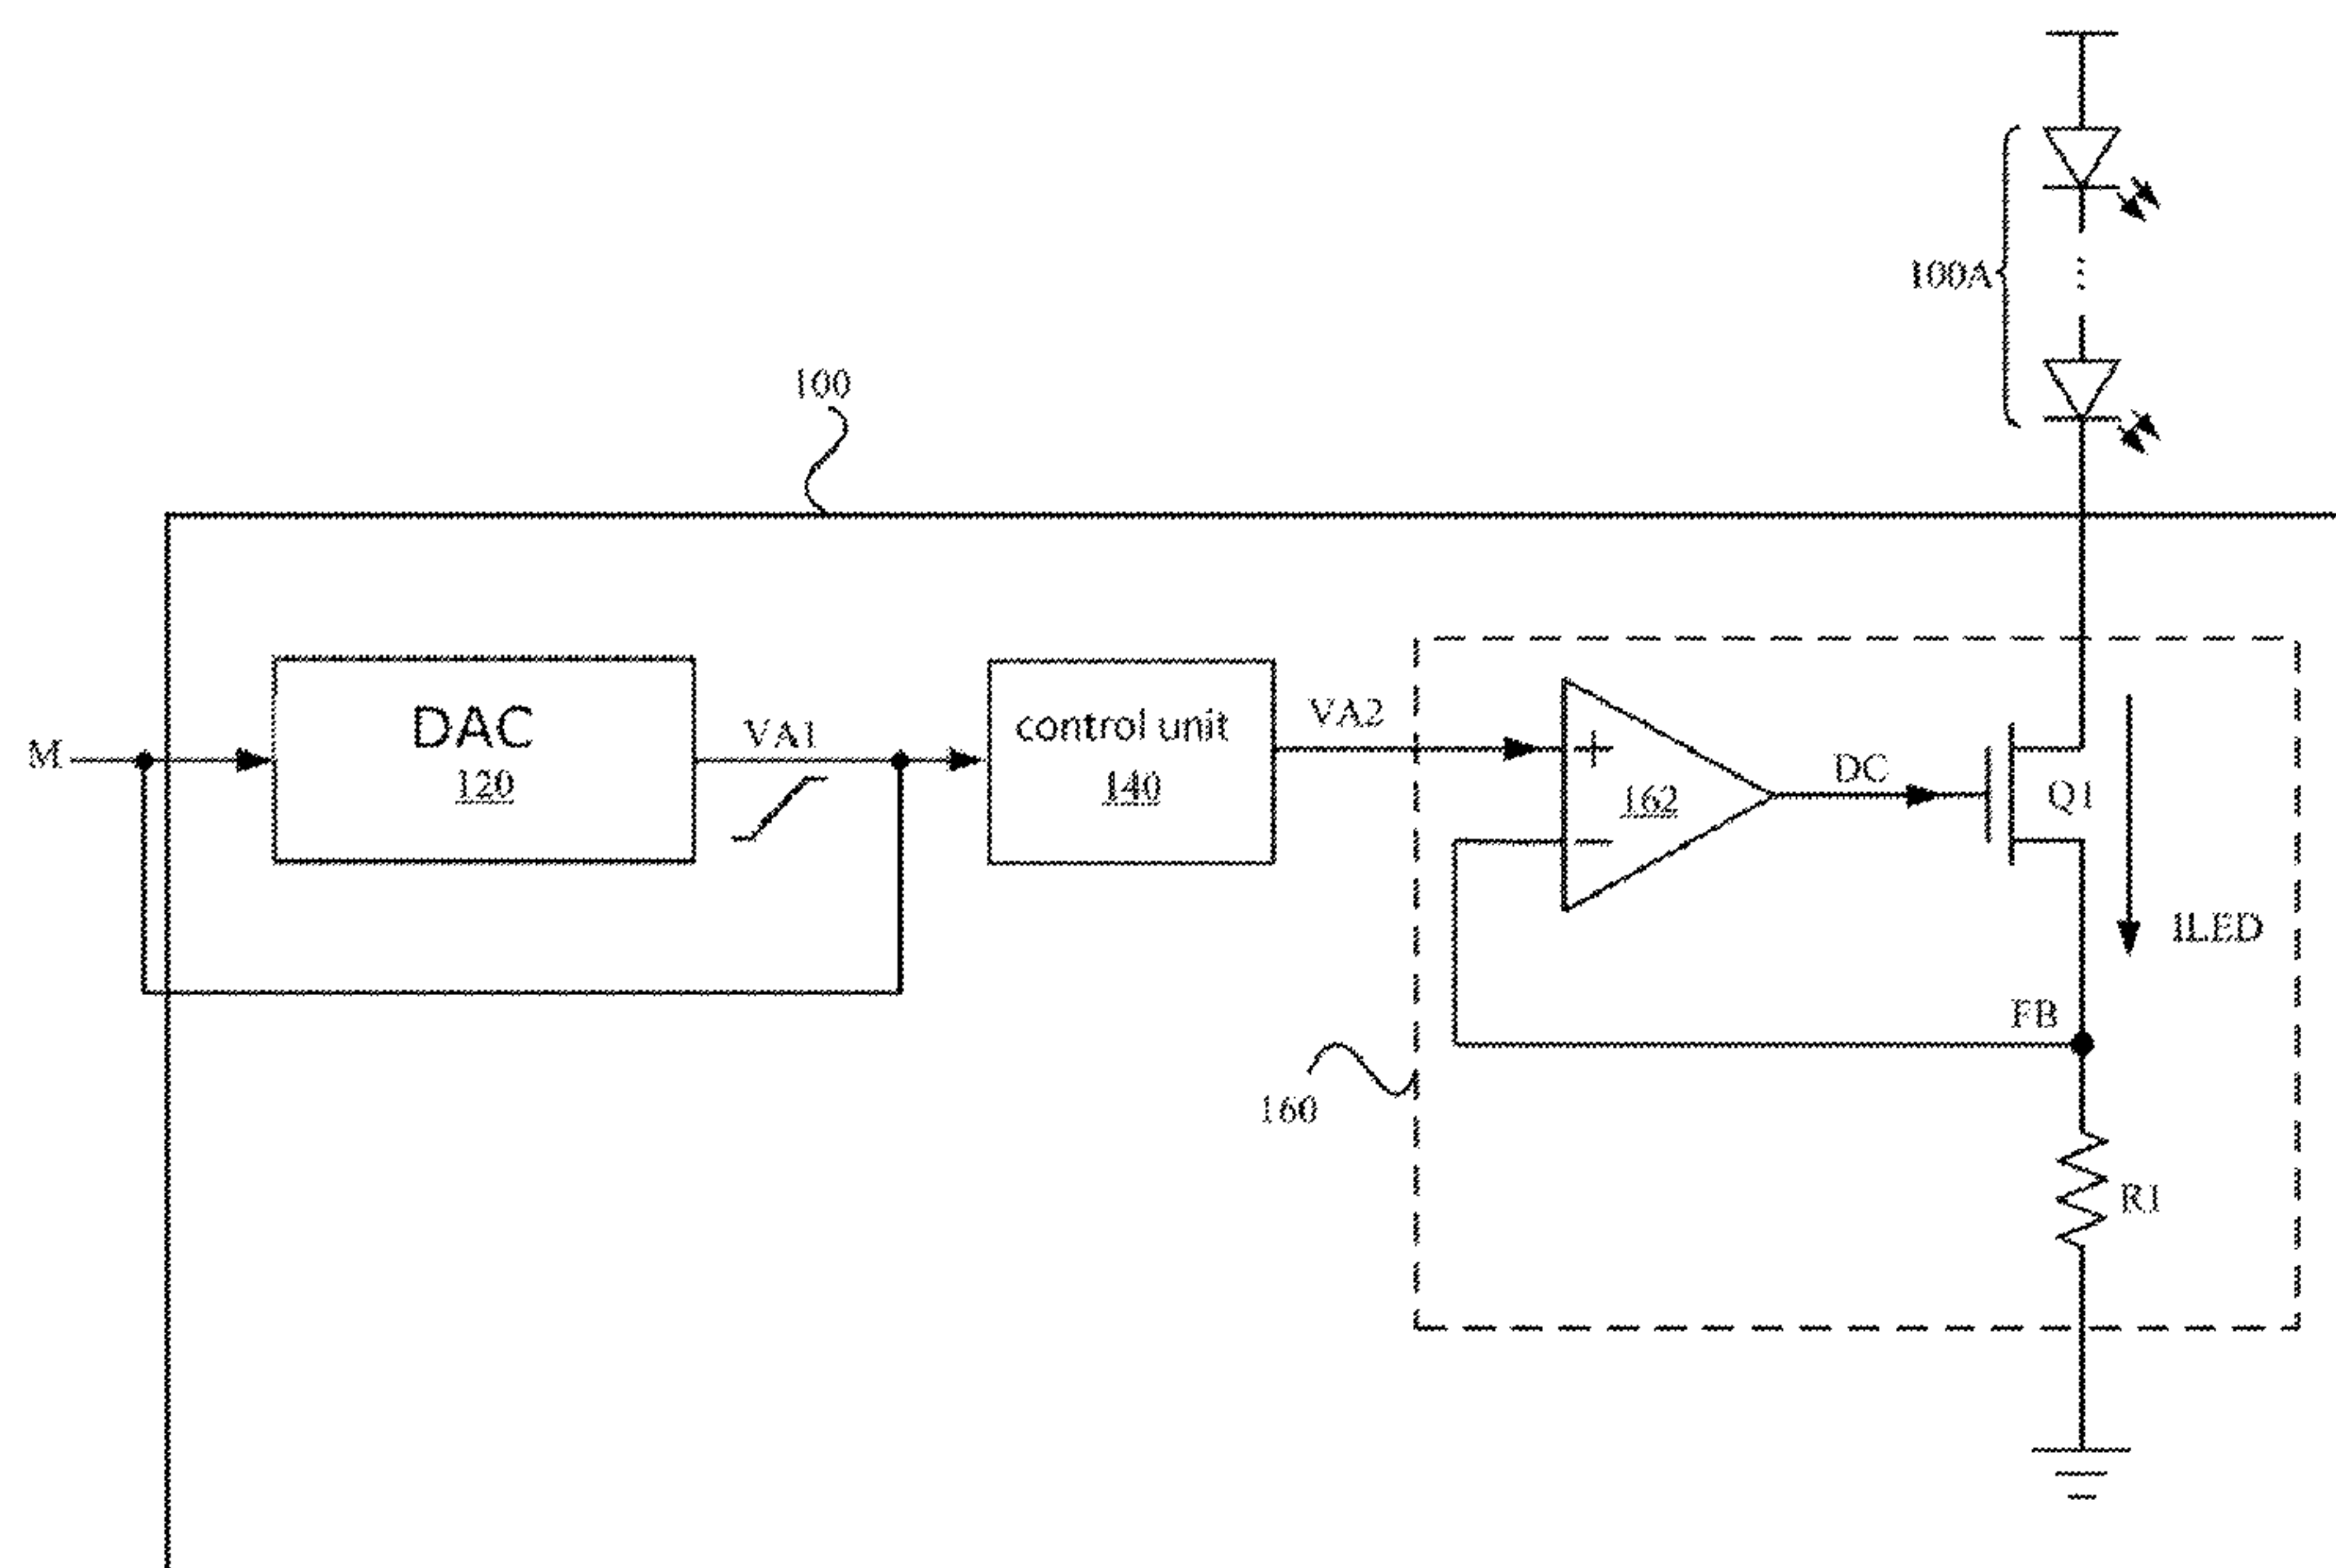 100A
100
M
DAC
120
VA1
control unit
140
VA2
+
−
162
DC
Q1
ILED
FB
160
R1